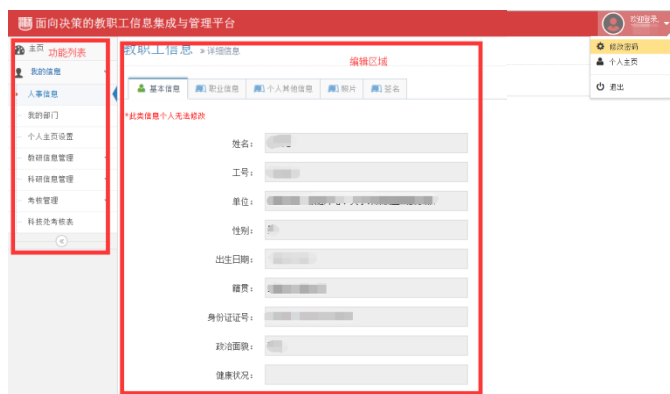 面向决策的教职工信息集成与管理平台
欢迎登录,
修改密码
个人主页
退出
主页
功能列表
我的信息
人事信息
我的部门
个人主页设置
教研信息管理
科研信息管理
考核管理
科技处考核表
教职工信息 » 详细信息
编辑区域
基本信息 职业信息 个人其他信息 照片 签名
*此类信息个人无法修改
姓名：
工号：
单位：
性别：
出生日期：
籍贯：
身份证证号：
政治面貌：
健康状况：